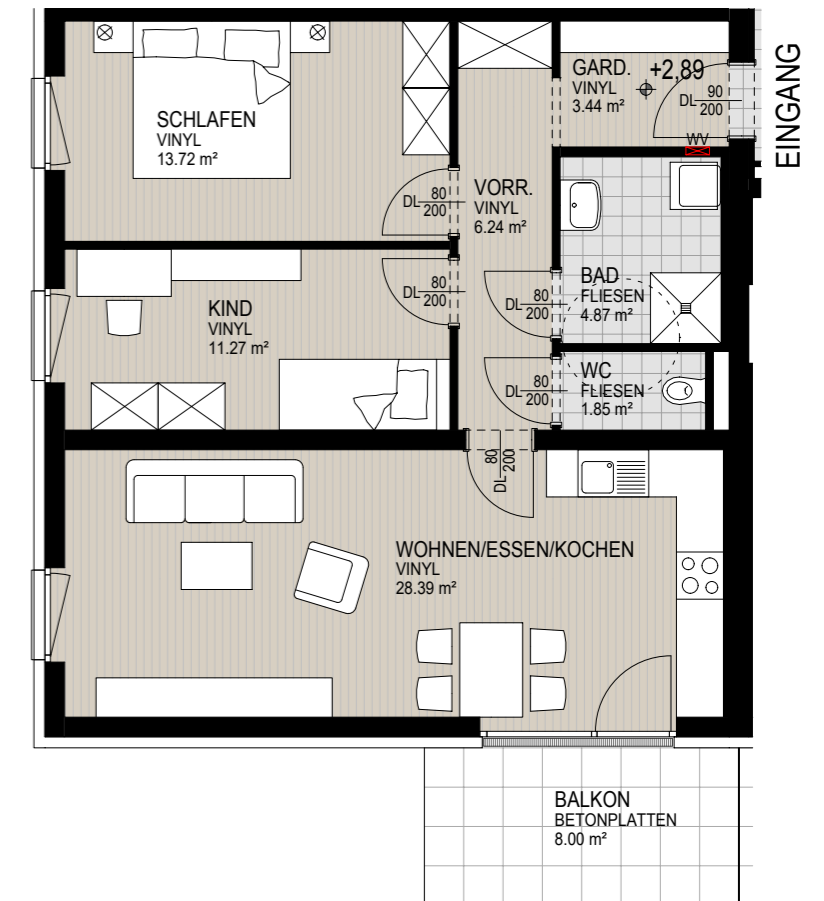 GARD.
VINYL
3.44 m²
+2,89
DL 90
200
EINGANG
WV
SCHLAFEN
VINYL
13.72 m²
DL 80
200
VORR.
VINYL
6.24 m²
KIND
VINYL
11.27 m²
DL 80
200
BAD
FLIESEN
4.87 m²
DL 80
200
WC
FLIESEN
1.85 m²
DL 80
200
DL 80
200
WOHNEN/ESSEN/KOCHEN
VINYL
28.39 m²
BALKON
BETONPLATTEN
8.00 m²